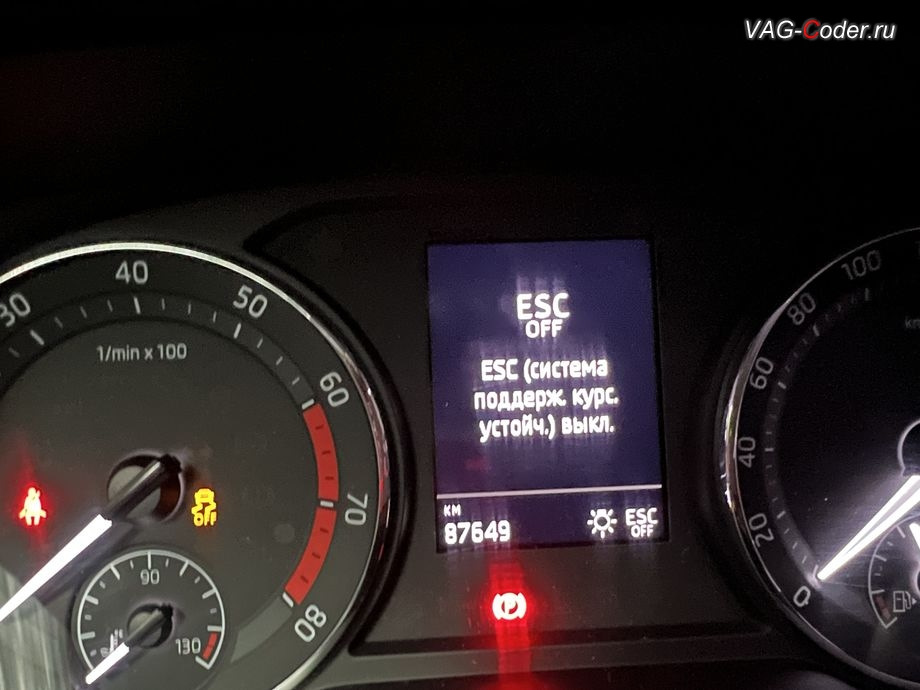 VAG-Coder.ru
30
40
50
60
70
80
1/min x 100
OFF
90
130
ESC
OFF
ESC (система
поддерж. курс.
устойч.) выкл.
КМ
87649
ESC
OFF
P
0
20
40
60
80
100